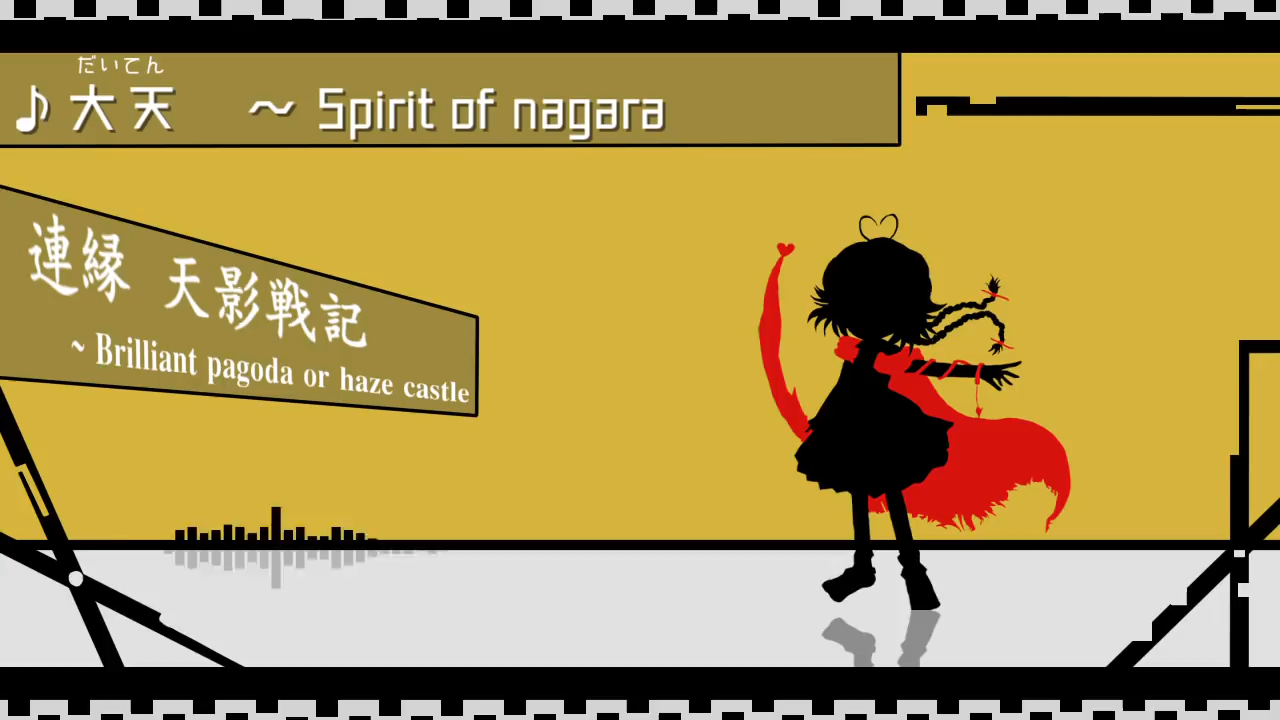 だいてん
♪大天　～ Spirit of nagara
連縁　天影戦記
~ Brilliant pagoda or haze castle